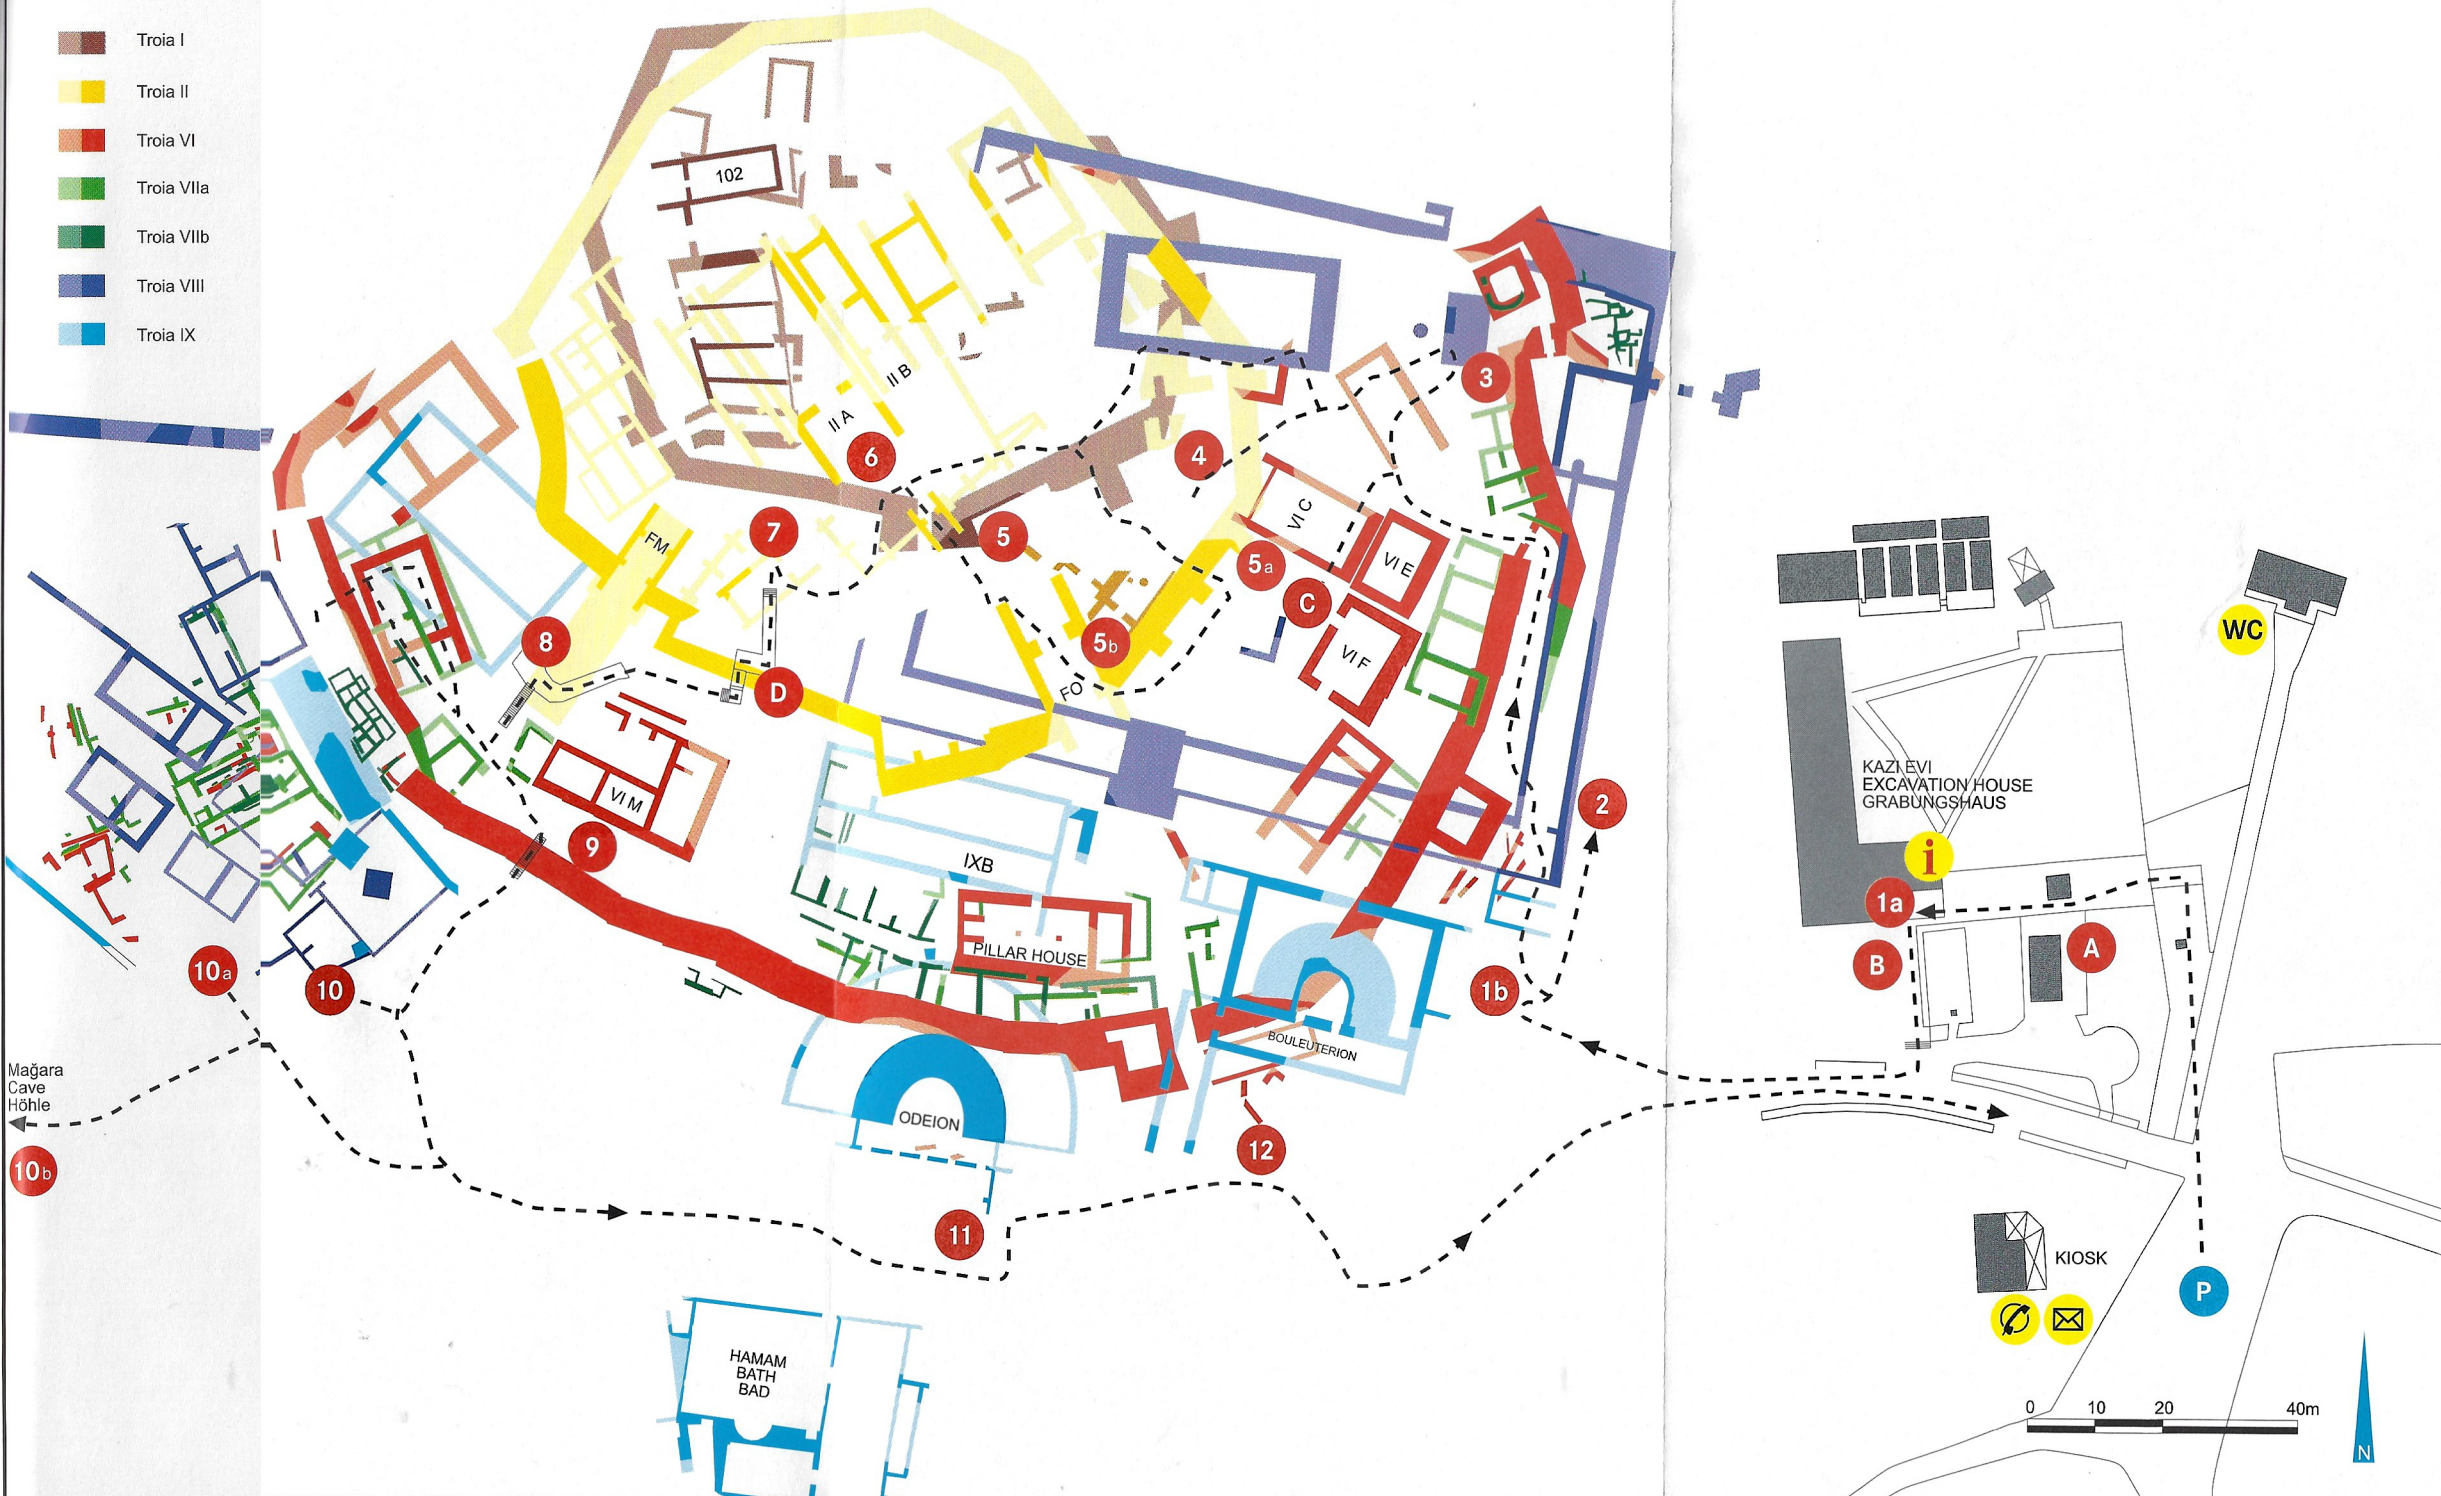 Troia I
Troia II
Troia VI
Troia VIIa
Troia VIIb
Troia VIII
Troia IX
102
II B
II A
6
3
4
VI C
5
7
FM
5a
VI E
C
8
5b
VI F
FO
D
WC
KAZI EVI
EXCAVATION HOUSE
GRABUNGSHAUS
VI M
2
9
IXB
i
1a
PILLAR HOUSE
A
B
10a
10
1b
BOULEUTERION
Mağara
Cave
Höhle
ODEION
12
10b
11
KIOSK
P
HAMAM
BATH
BAD
0 10 20 40m
N